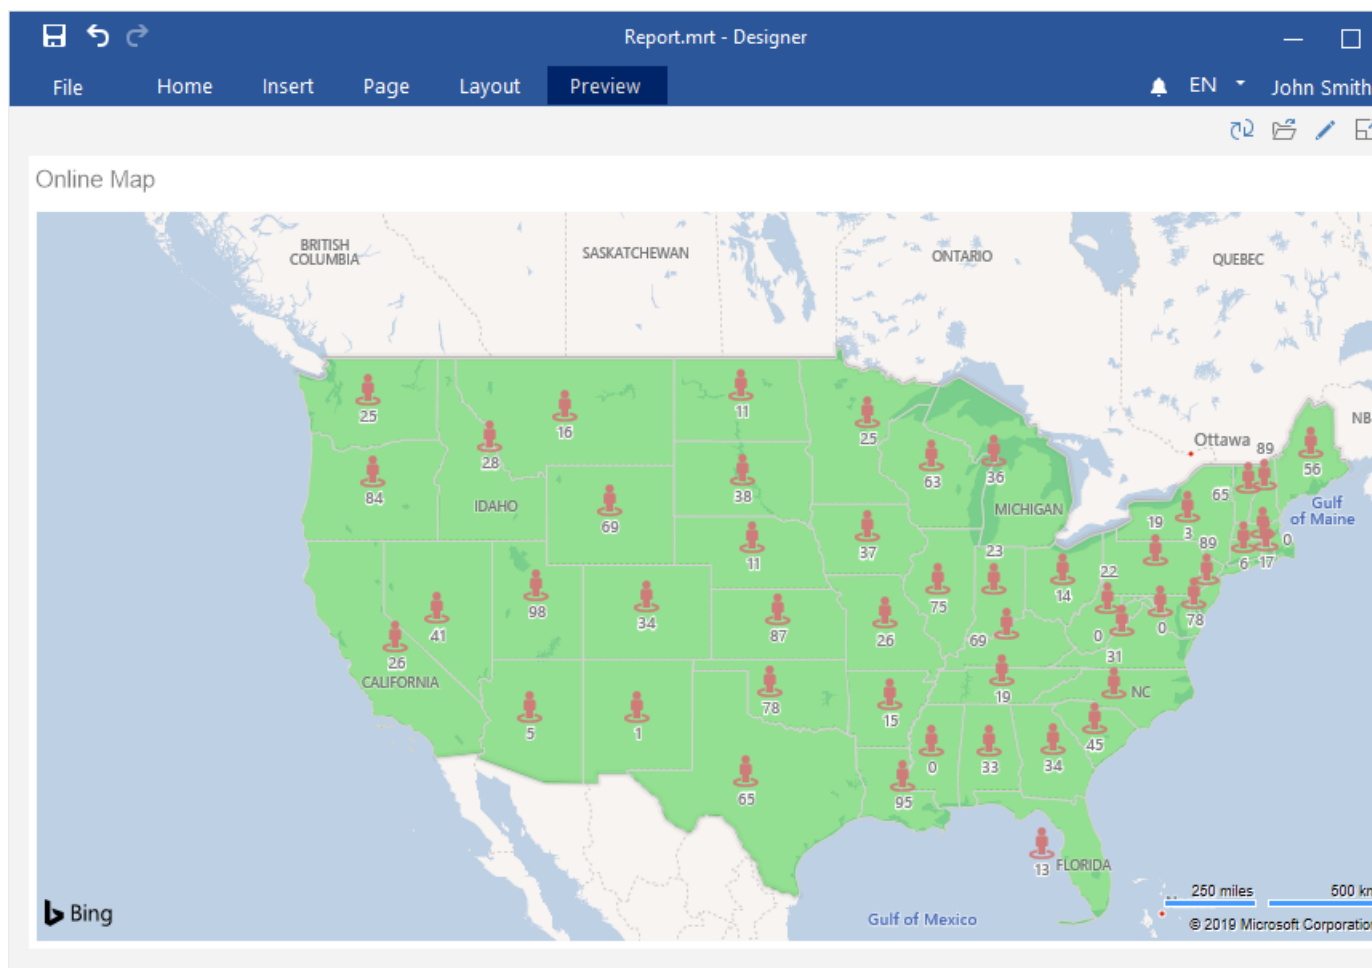 Report.mrt - Designer
File Home Insert Page Layout Preview EN John Smith
Online Map
BRITISH
COLUMBIA
SASKATCHEWAN
ONTARIO
QUEBEC
NB
Ottawa
89
25
16
11
25
56
28
63
36
84
38
65
IDAHO
69
MICHIGAN
Gulf
of Maine
19
3
37
89
0
11
23
6
17
98
75
14
22
34
87
26
69
0
0
78
41
26
31
CALIFORNIA
19
NC
78
5
1
15
45
0
33
34
65
95
13
FLORIDA
250 miles
500 km
Bing
Gulf of Mexico
© 2019 Microsoft Corporation